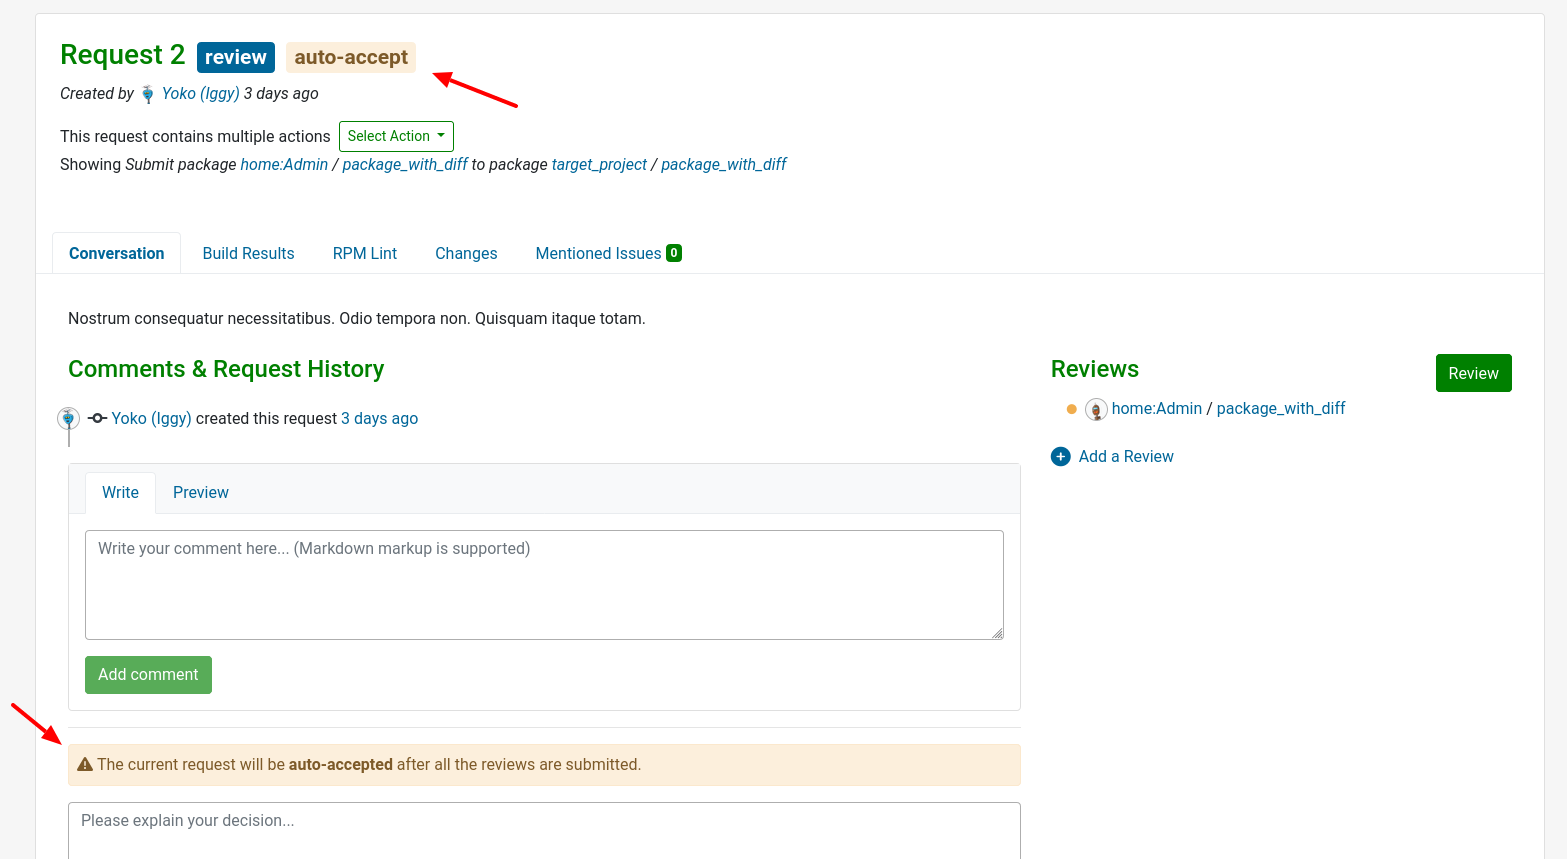 Request 2 review auto-accept
Created by Yoko (Iggy) 3 days ago
This request contains multiple actions Select Action
Showing Submit package home:Admin / package_with_diff to package target_project / package_with_diff
Conversation Build Results RPM Lint Changes Mentioned Issues 0
Nostrum consequatur necessitatibus. Odio tempora non. Quisquam itaque totam.
Comments & Request History
Yoko (Iggy) created this request 3 days ago
Write Preview
Write your comment here... (Markdown markup is supported)
Add comment
The current request will be auto-accepted after all the reviews are submitted.
Please explain your decision...
Reviews Review
home:Admin / package_with_diff
Add a Review